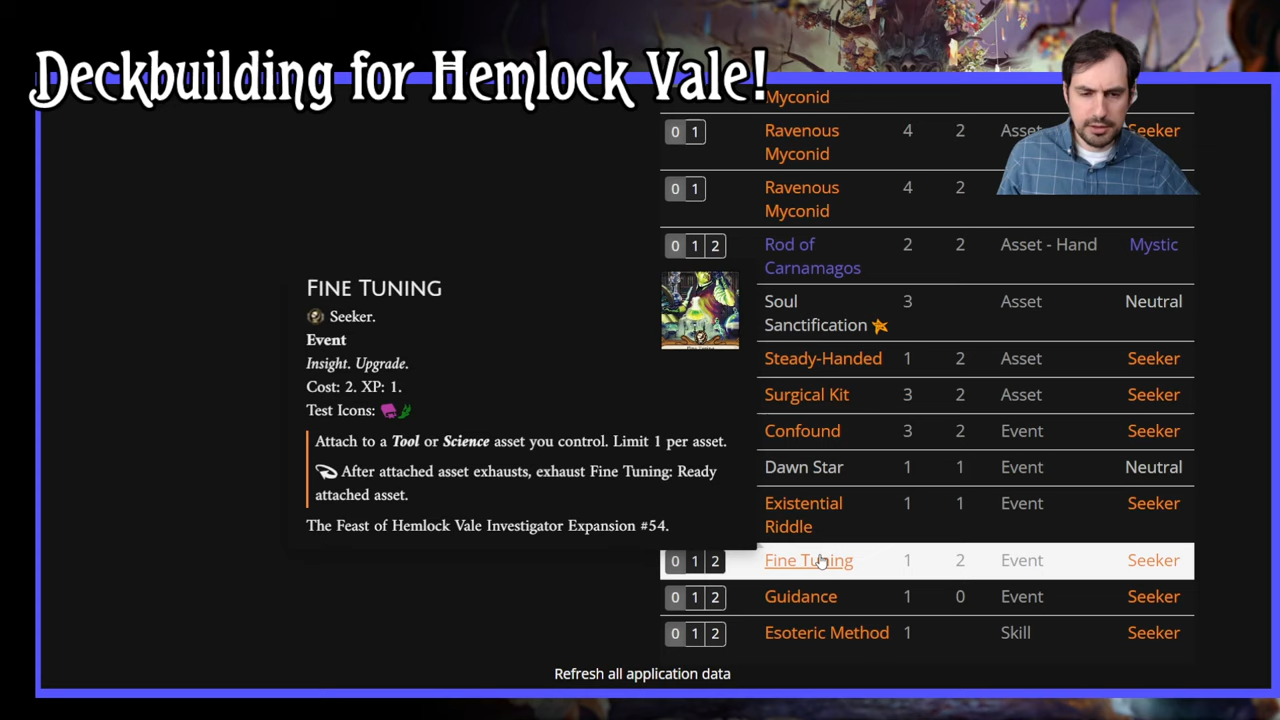 Deckbuilding for Hemlock Vale!
Myconid
0 1 Ravenous Myconid 4 2 Asset Seeker
0 1 Ravenous Myconid 4 2 Asset
0 1 2 Rod of Carnamagos 2 2 Asset - Hand Mystic
Soul Sanctification 3 Asset Neutral
Steady-Handed 1 2 Asset Seeker
Surgical Kit 3 2 Asset Seeker
Confound 3 2 Event Seeker
Dawn Star 1 1 Event Neutral
Existential Riddle 1 1 Event Seeker
0 1 2 Fine Tuning 1 2 Event Seeker
0 1 2 Guidance 1 0 Event Seeker
0 1 2 Esoteric Method 1 Skill Seeker
FINE TUNING
Seeker.
Event
Insight. Upgrade.
Cost: 2. XP: 1.
Test Icons:
Attach to a Tool or Science asset you control. Limit 1 per asset.
After attached asset exhausts, exhaust Fine Tuning: Ready
attached asset.
The Feast of Hemlock Vale Investigator Expansion #54.
Refresh all application data